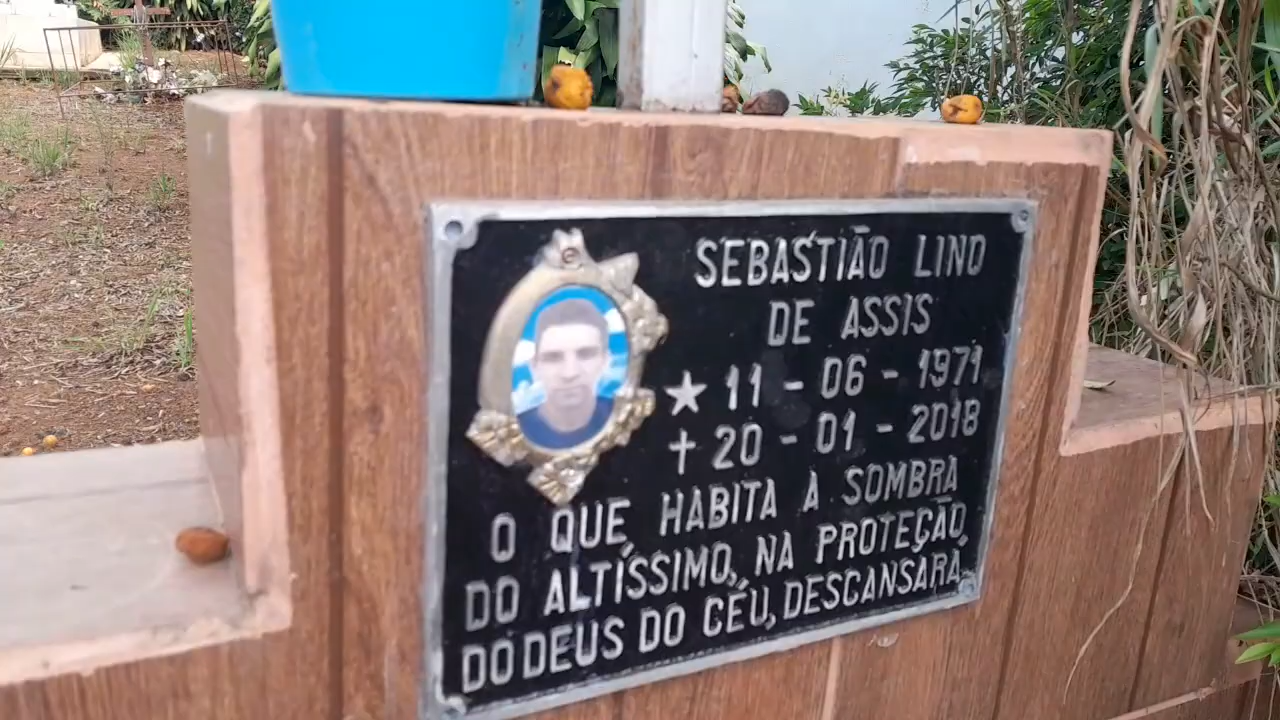 SEBASTIÃO LINO
DE ASSIS
★ 11 - 06 - 1971
✝ 20 - 01 - 2018
O QUE HABITA À SOMBRA
DO ALTÍSSIMO, NA PROTEÇÃO,
DO DEUS DO CÉU, DESCANSARÁ